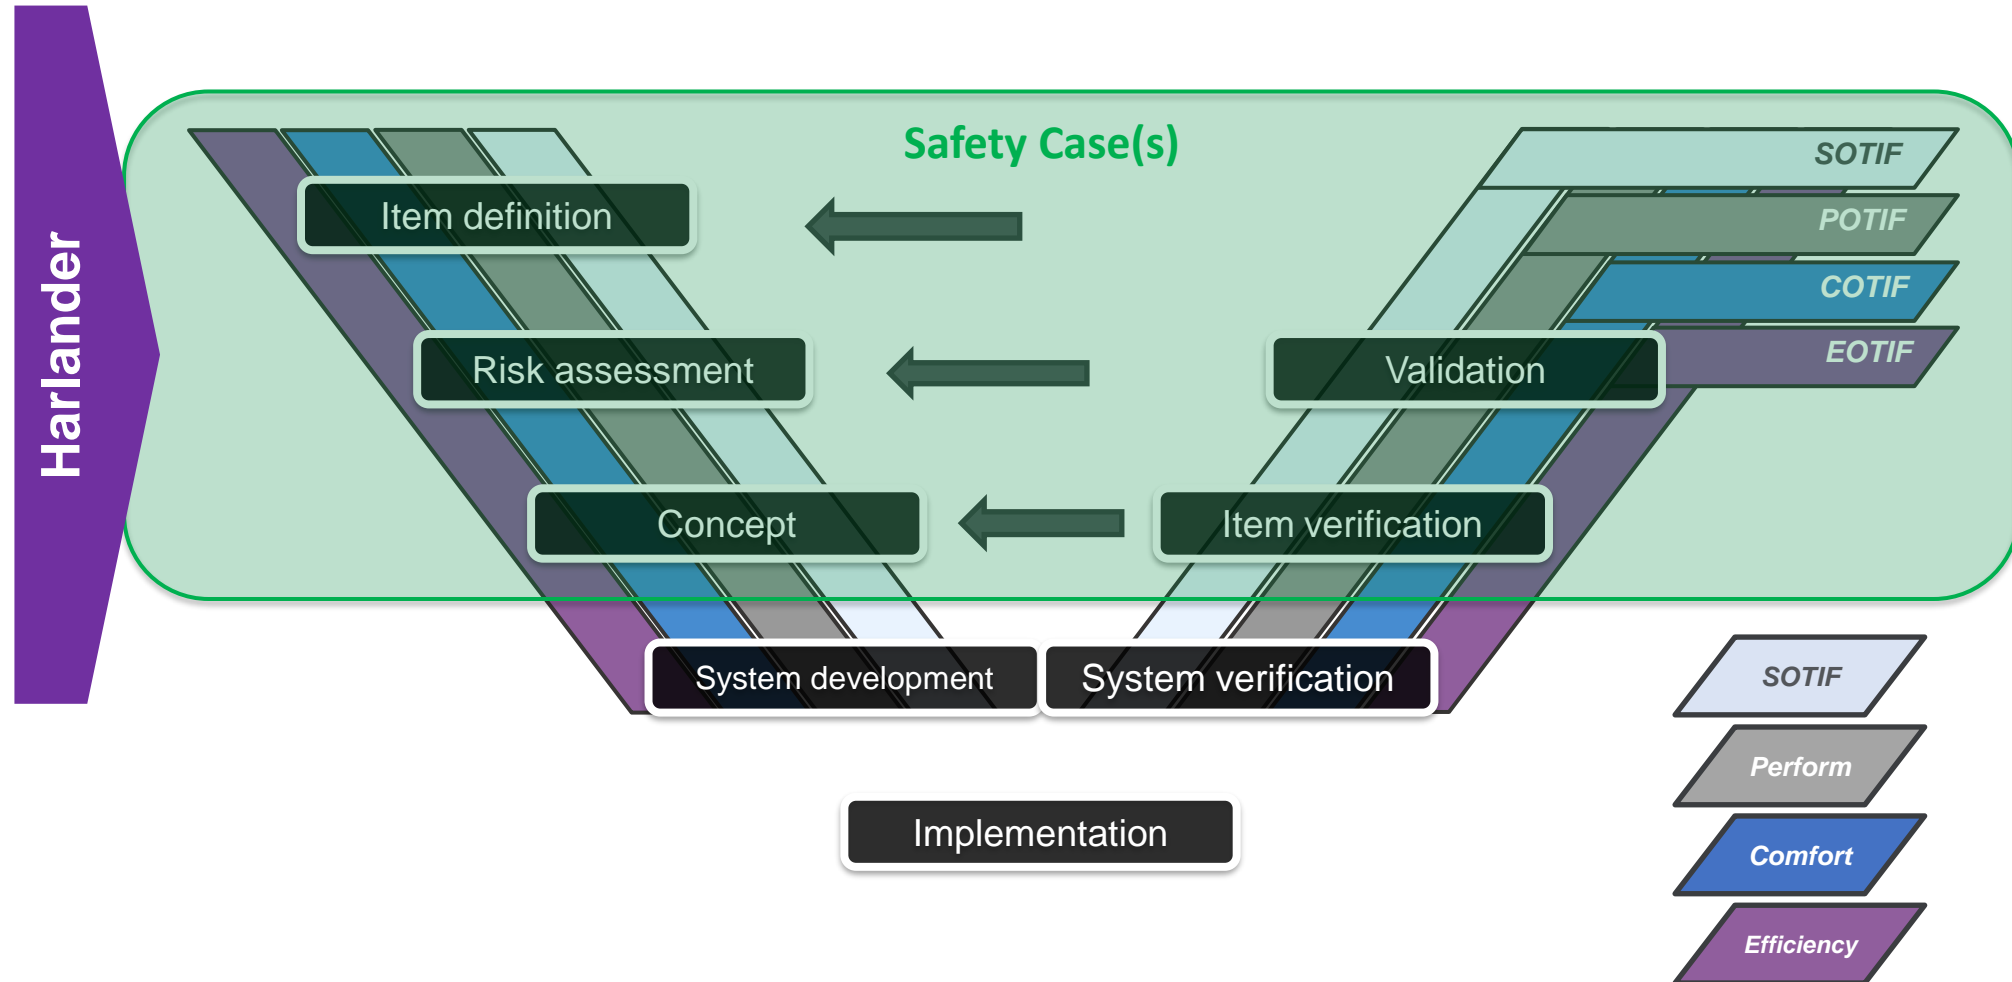 Harlander
Safety Case(s)
SOTIF
Item definition
POTIF
COTIF
EOTIF
Risk assessment
Validation
Concept
Item verification
System development
System verification
SOTIF
Perform
Implementation
Comfort
Efficiency